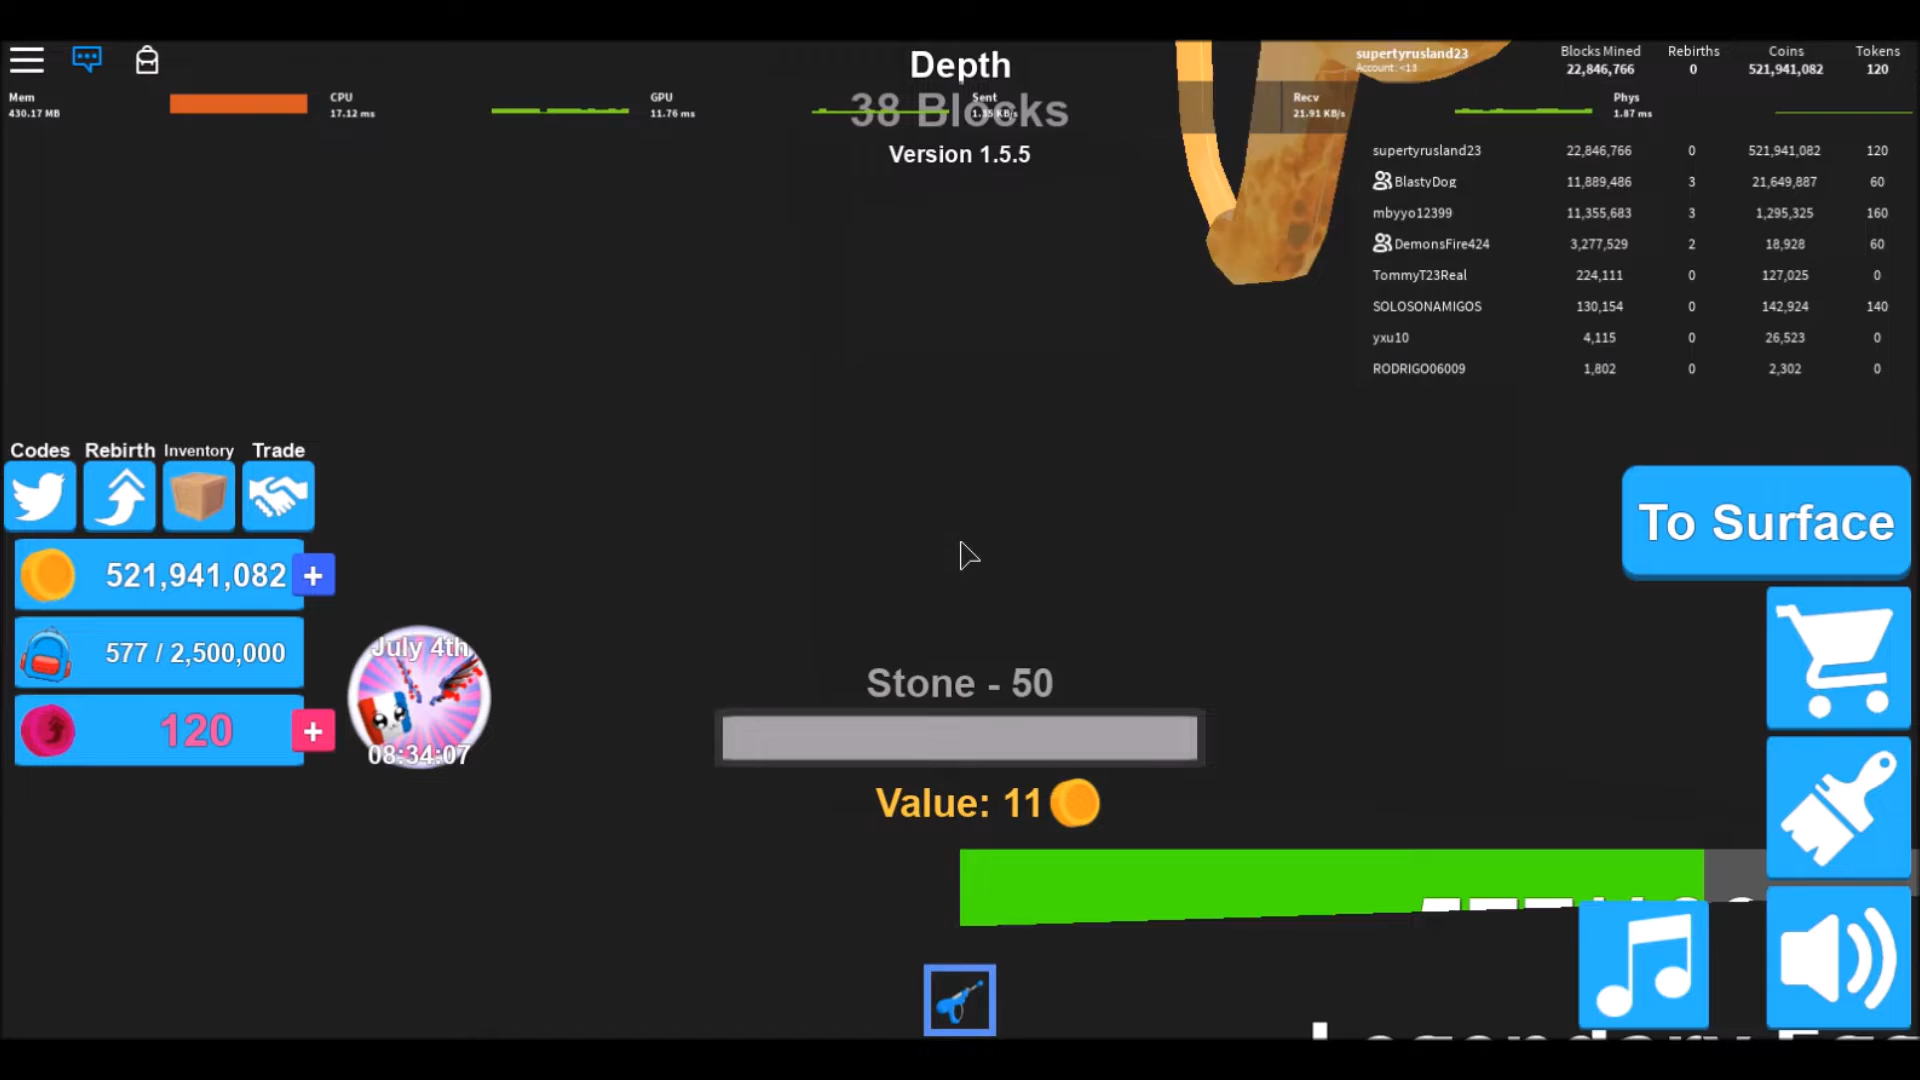 Depth
38 Blocks
Version 1.5.5
Mem
430.17 MB
CPU
17.12 ms
GPU
11.76 ms
Sent
Recv
21.91 KB/s
Phys
1.87 ms
supertyrusland23 Blocks Mined Rebirths Coins Tokens
Account: <13 22,846,766 0 521,941,082 120
supertyrusland23 22,846,766 0 521,941,082 120
BlastyDog 11,889,486 3 21,649,887 60
mbyyo12399 11,355,683 3 1,295,325 160
DemonsFire424 3,277,529 2 18,928 60
TommyT23Real 224,111 0 127,025 0
SOLOSONAMIGOS 130,154 0 142,924 140
yxu10 4,115 0 26,523 0
RODRIGO06009 1,802 0 2,302 0
Codes Rebirth Inventory Trade
521,941,082 +
577 / 2,500,000
120 +
July 4th
08:34:07
To Surface
Stone - 50
Value: 11